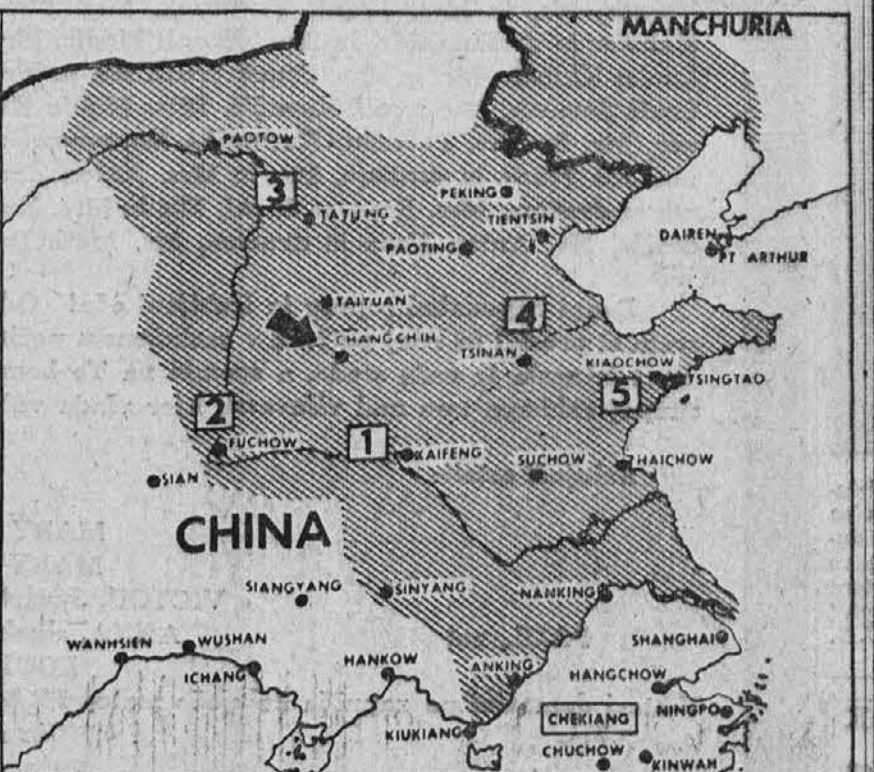 MANCHURIA
PAOTOW
3
PEKING
TATUNG
TIENTSIN
DAIREN
PAOTING
PT ARTHUR
TAIYUAN
4
CHANGCHIH
TSINAN
KIAOCHOW
TSINGTAO
5
2
FUCHOW
1
KAIFENG
SUCHOW
HAICHOW
SIAN
CHINA
SIANGYANG
SINYANG
NANKING
WUSHAN
SHANGHAI
WANHSIEN
HANKOW
ANKING
HANGCHOW
ICHANG
NINGPO
CHEKIANG
KIUKIANG
CHUCHOW
KINWAH